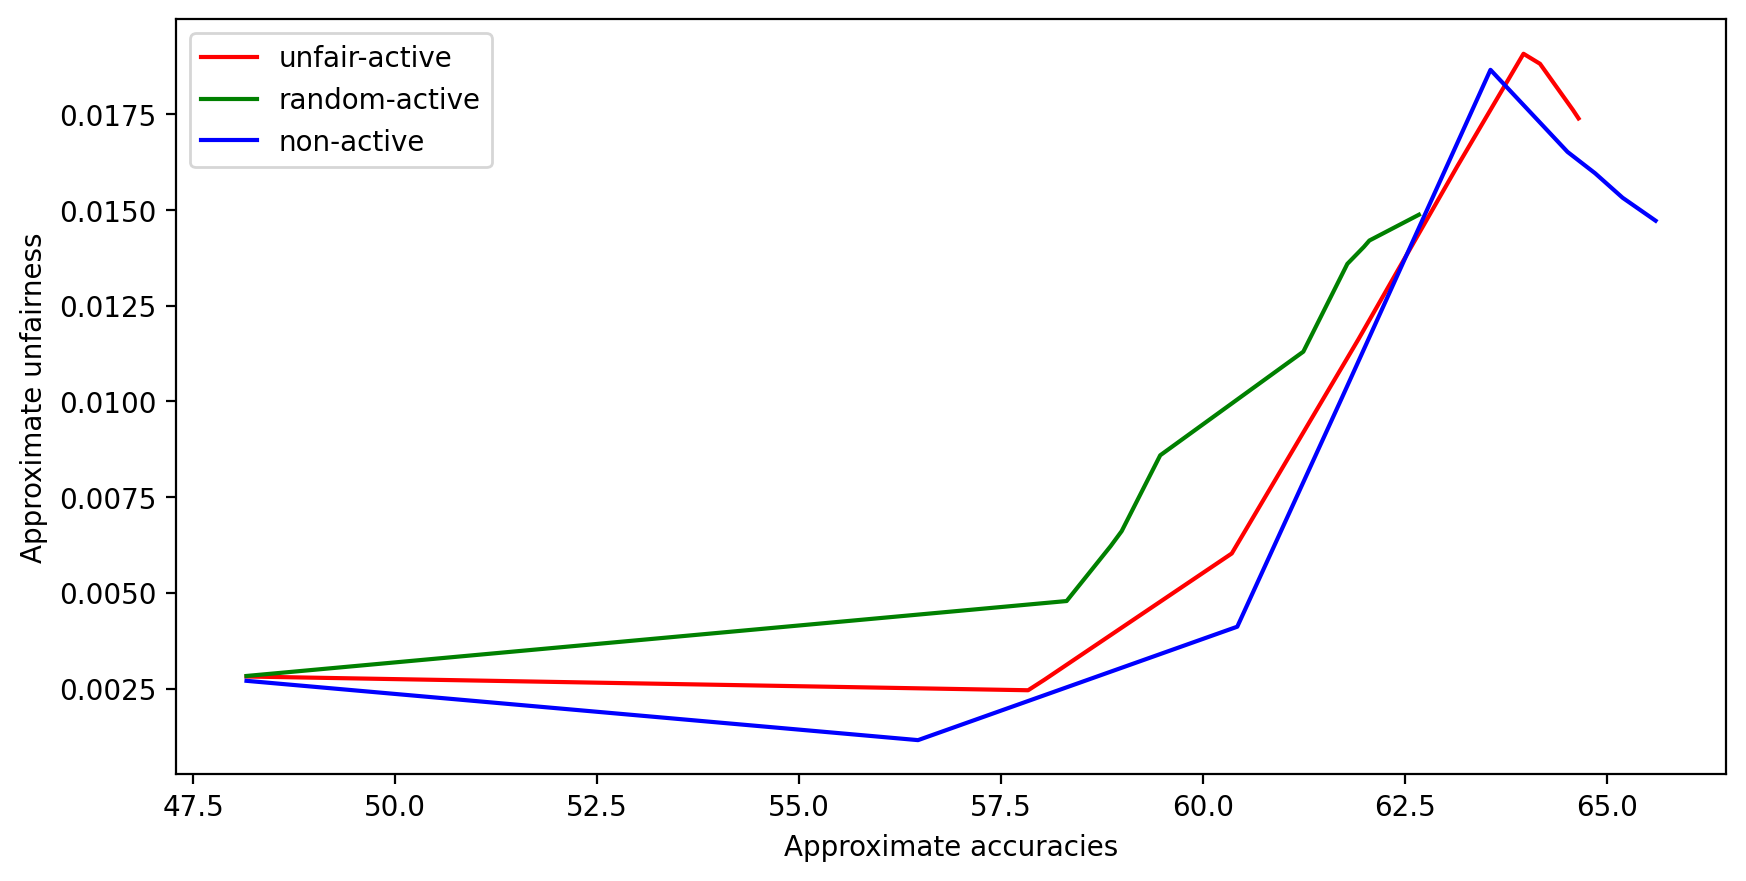 unfair-active
random-active
non-active
0.0175
0.0150
0.0125
0.0100
0.0075
0.0050
0.0025
Approximate unfairness
47.5 50.0 52.5 55.0 57.5 60.0 62.5 65.0
Approximate accuracies